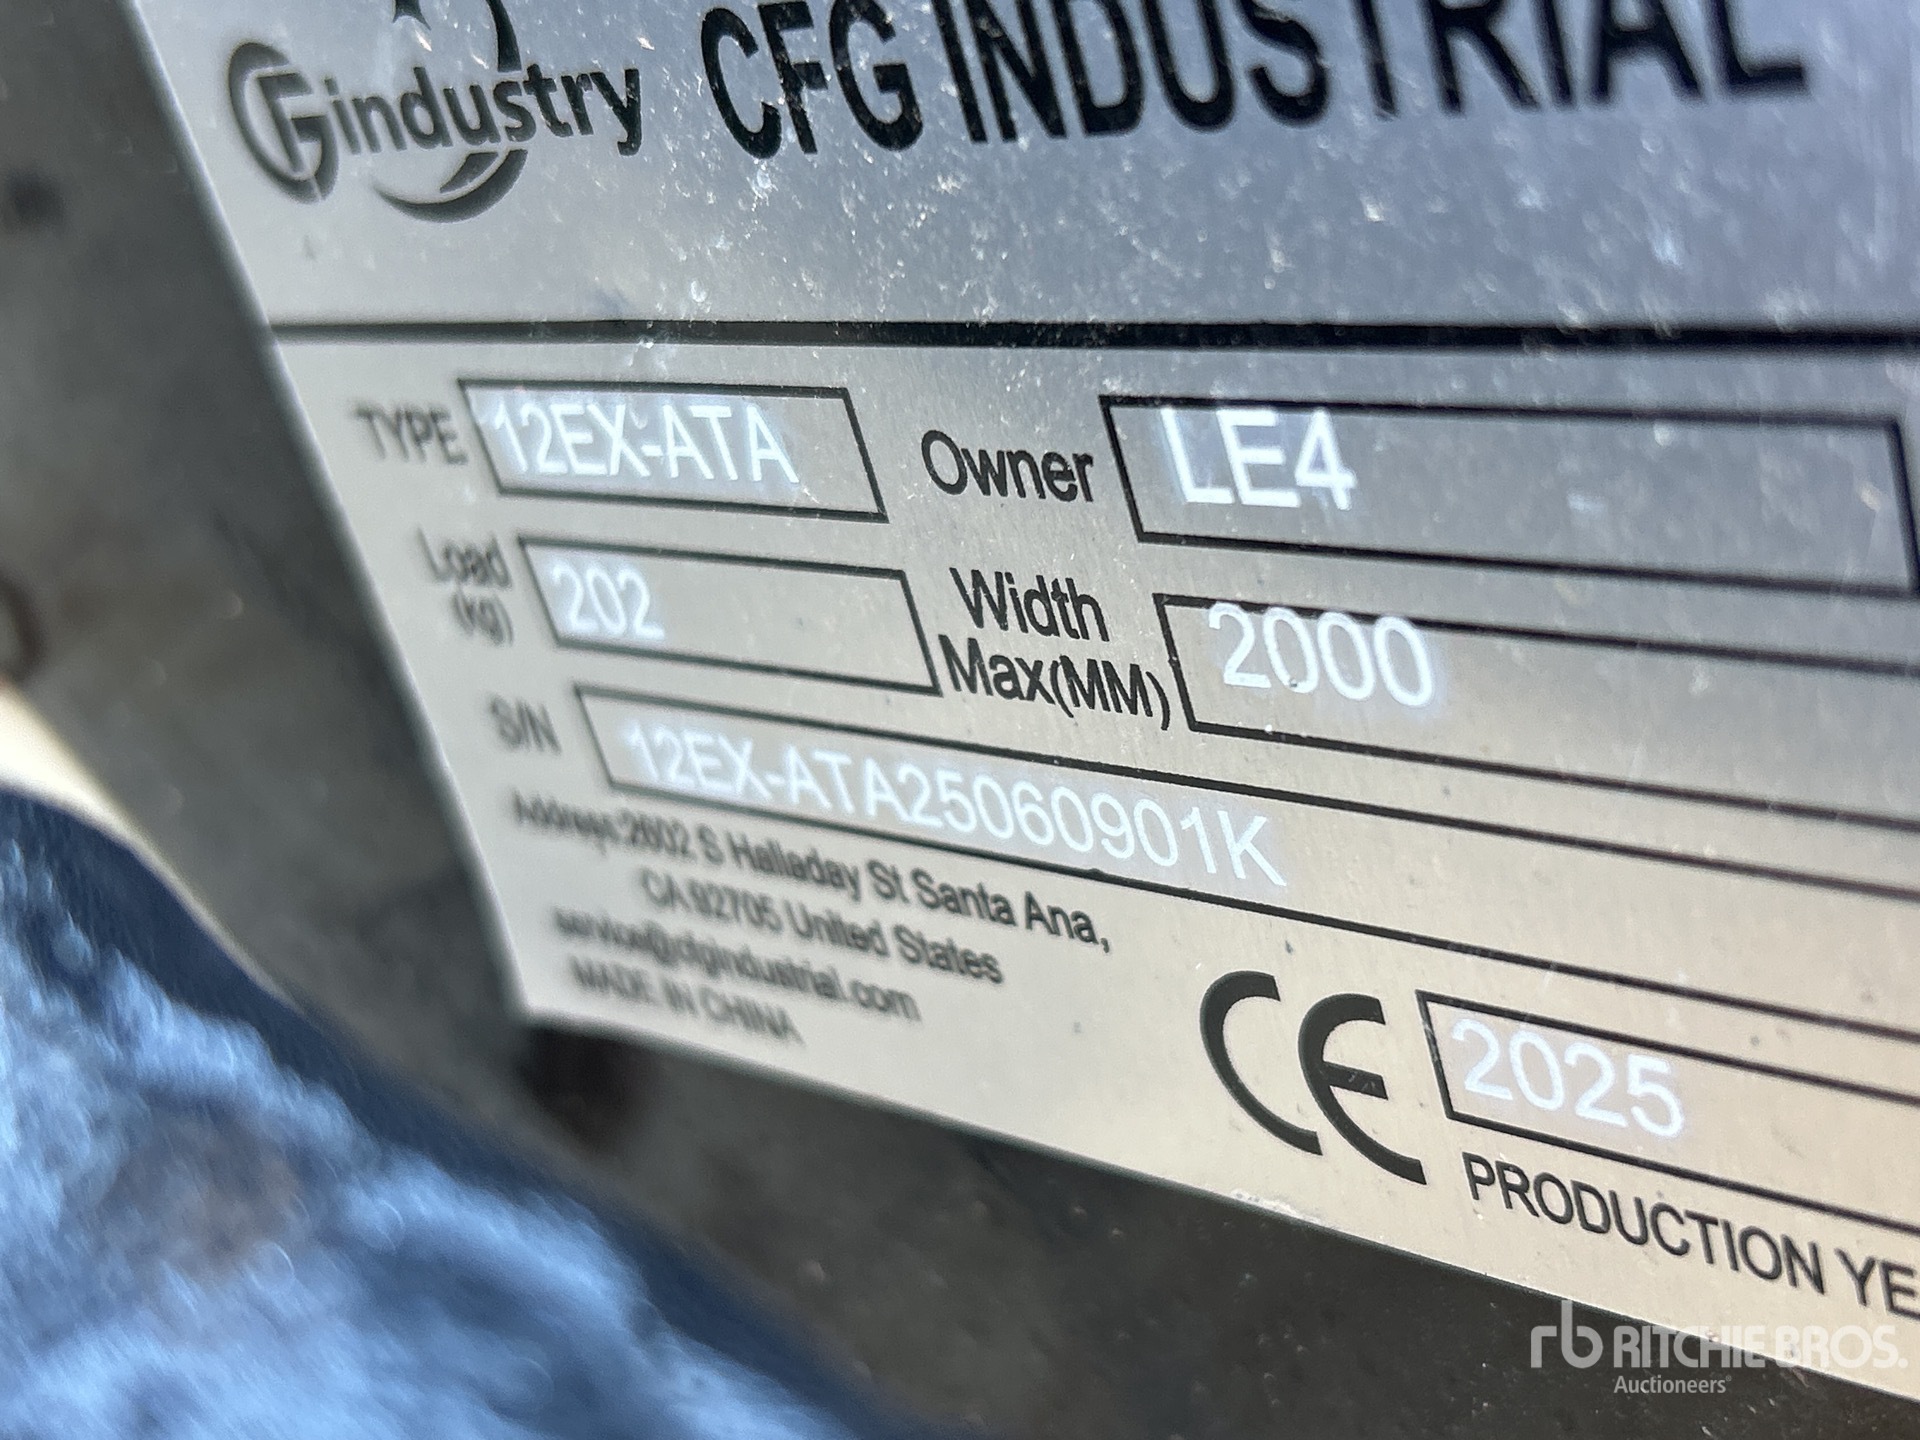 CFindustry CFG INDUSTRIAL
TYPE 12EX-ATA Owner LE4
Load (kg) 202 Width Max(MM) 2000
S/N 12EX-ATA25060901K
Address:2602 S Halladay St Santa Ana,
CA 92705 United States
service@cfgindustrial.com
MADE IN CHINA
CE 2025
PRODUCTION YE
rb RITCHIE BROS.
Auctioneers